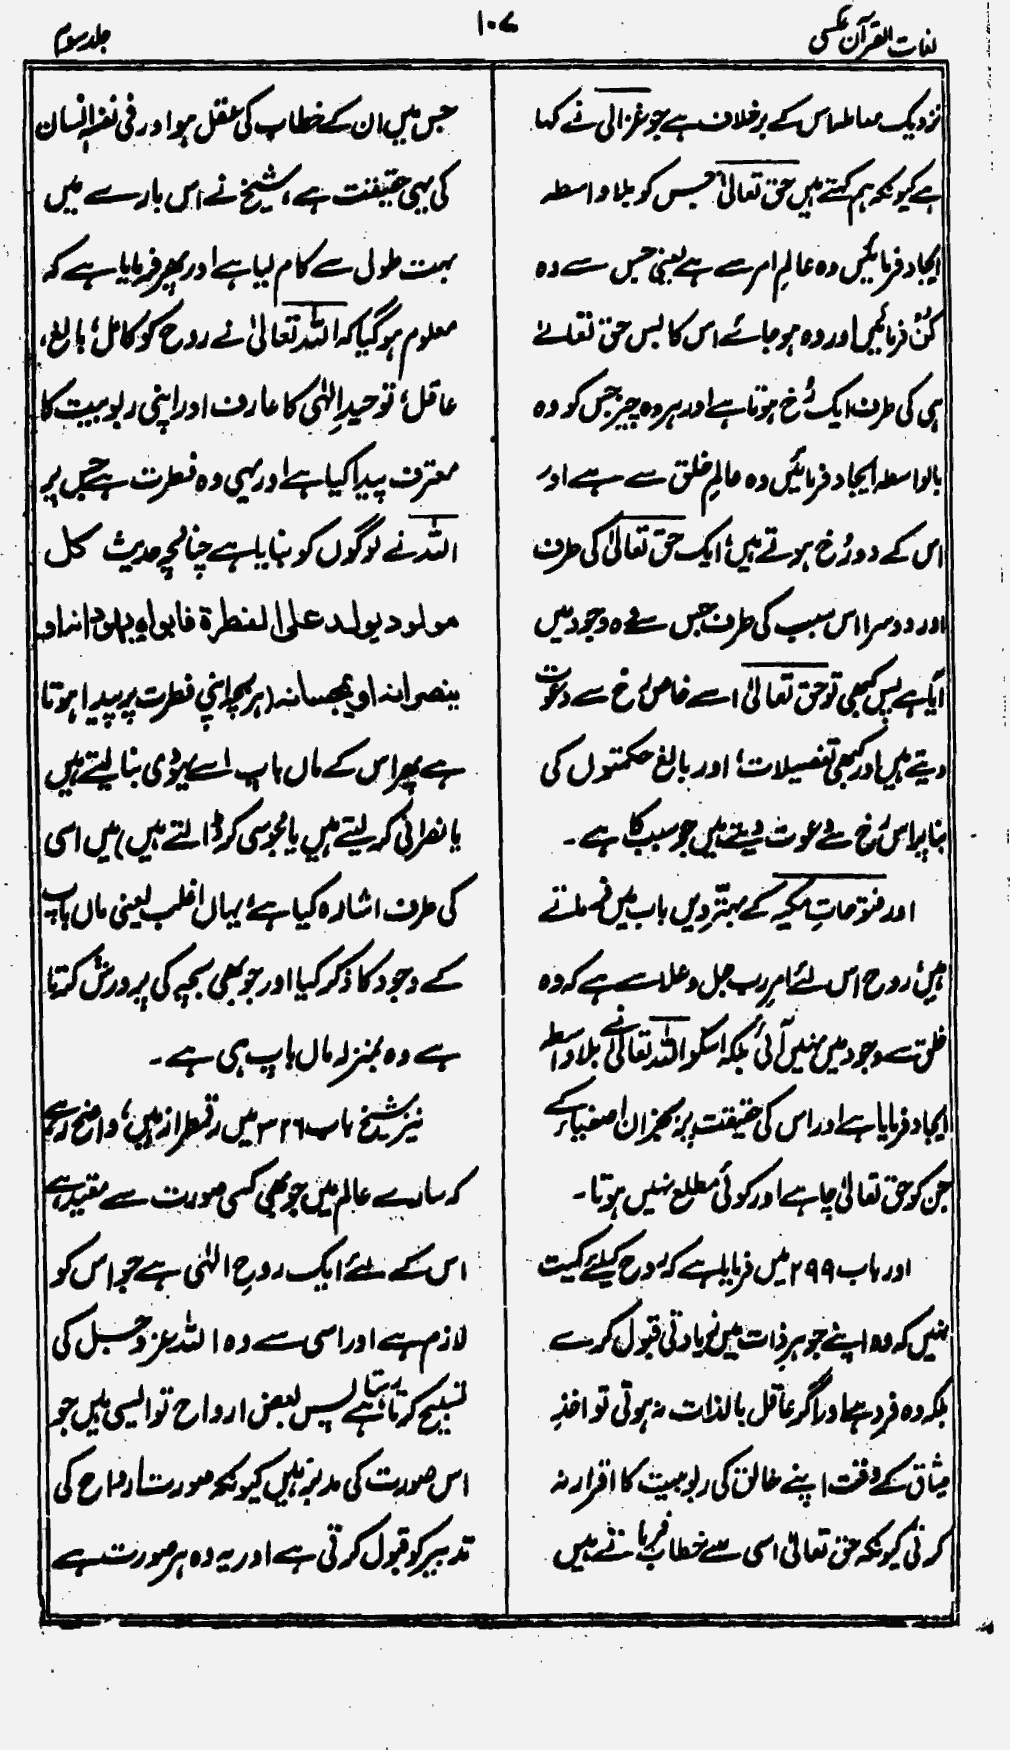 لغات القرآن عکسی
۱۰۷
جلد سوم
نزدیک معاملہ اس کے برخلاف ہے جو غزالی نے کہا
ہے کیونکہ ہم کہتے ہیں حق تعالیٰ جس کو بلا واسطہ
ایجاد فرمائیں وہ عالمِ امر سے ہے یعنی جس سے وہ
کُنْ فرمائیں اور وہ ہو جائے اس کا بس حق تعالےٰ
ہی کی طرف ایک رُخ ہوتا ہے اور ہر وہ چیز جس کو وہ
بالواسطہ ایجاد فرمائیں وہ عالمِ خلق سے ہے اور
اس کے دو رُخ ہوتے ہیں؛ ایک حق تعالیٰ کی طرف
اور دوسرا اس سبب کی طرف جس سے وہ وجود میں
آیا ہے پس کبھی تو حق تعالیٰ اسے خاص رُخ سے دعوت
دیتے ہیں اور کبھی تفصیلات؛ اور بالغ حکمتوں کی
بنا پر اس رُخ سے دعوت دیتے ہیں جو سبب کا ہے۔
اور فتوحاتِ مکیہ کے بہتّرویں باب میں فرماتے
ہیں؛ روح اس لئے امرِ رب جل وعلا سے ہے کہ وہ
خلق سے وجود میں نہیں آئی؛ بلکہ اسکو اللہ تعالیٰ نے بلا واسطہ
ایجاد فرمایا ہے اور اس کی حقیقت پر بجز ان اصفیاء کے
جن کو حق تعالیٰ چاہے اور کوئی مطلع نہیں ہوتا۔
اور باب ۲۹۹ میں فرمایا ہے کہ روح کیلئے کمیت
نہیں کہ وہ اپنے جوہرِ ذات میں زیادتی قبول کرے
بلکہ وہ فرد ہے اور اگر عاقل بالذات نہ ہوتی تو اخذِ
میثاق کے وقت اپنے خالق کی ربوبیت کا اقرار نہ
کرتی کیونکہ حق تعالیٰ اسی سے خطاب فرماتے ہیں
جس میں ان کے خطاب کی عقل ہو اور فی نفسہٖ انسان
کی یہی حقیقت ہے، شیخ نے اس بارے میں
بہت طول سے کام لیا ہے اور پھر فرمایا ہے کہ
معلوم ہو گیا کہ اللہ تعالیٰ نے روح کو کامل؛ بالغ،
عاقل؛ توحیدِ الٰہی کا عارف اور اپنی ربوبیت کا
معترف پیدا کیا ہے اور یہی وہ فطرت ہے جس پر
اللہ نے لوگوں کو بنایا ہے چنانچہ حدیث کل
مولود یولد علی الفطرۃ فابواہ یہودانہ او
ینصرانہ او یمجسانہ (ہر بچہ اپنی فطرت پر پیدا ہوتا
ہے پھر اس کے ماں باپ اسے یہودی بنا لیتے ہیں
یا نصرانی کر لیتے ہیں یا مجوسی کر ڈالتے ہیں) میں اسی
کی طرف اشارہ کیا ہے؛ یہاں اغلب یعنی ماں باپ
کے وجود کا ذکر کیا اور جو بھی بچہ کی پرورش کرتا
ہے وہ بمنزلہ ماں باپ ہی ہے۔
نیز شیخ باب ۳۲۶ میں رقمطراز ہیں؛ واضح رہے
کہ سارے عالم میں جو بھی کسی صورت سے مقید ہے
اس کے لئے ایک روحِ الٰہی ہے جو اس کو
لازم ہے اور اسی سے وہ اللہ عز وجل کی
تسبیح کرتا رہتا ہے پس بعض ارواح تو ایسی ہیں جو
اس صورت کی مدبر ہیں کیونکہ صورت ارواح کی
تدبیر کو قبول کرتی ہے اور یہ وہ ہر صورت ہے